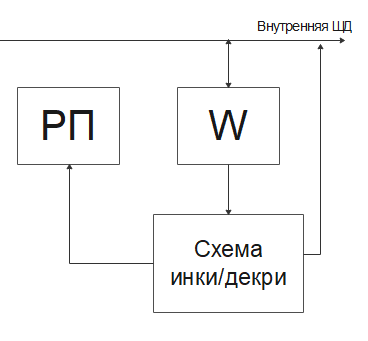 Внутренняя ШД
РП
W
Схема
инки/декри